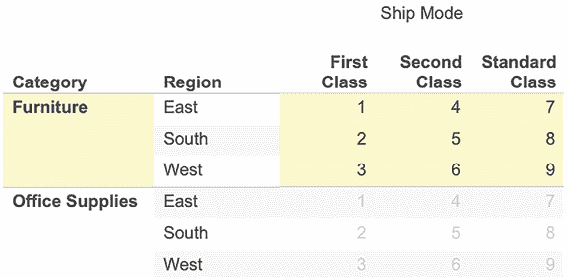 Ship Mode
First Second Standard
Category Region Class Class Class
Furniture East 1 4 7
South 2 5 8
West 3 6 9
Office Supplies East 1 4 7
South 2 5 8
West 3 6 9